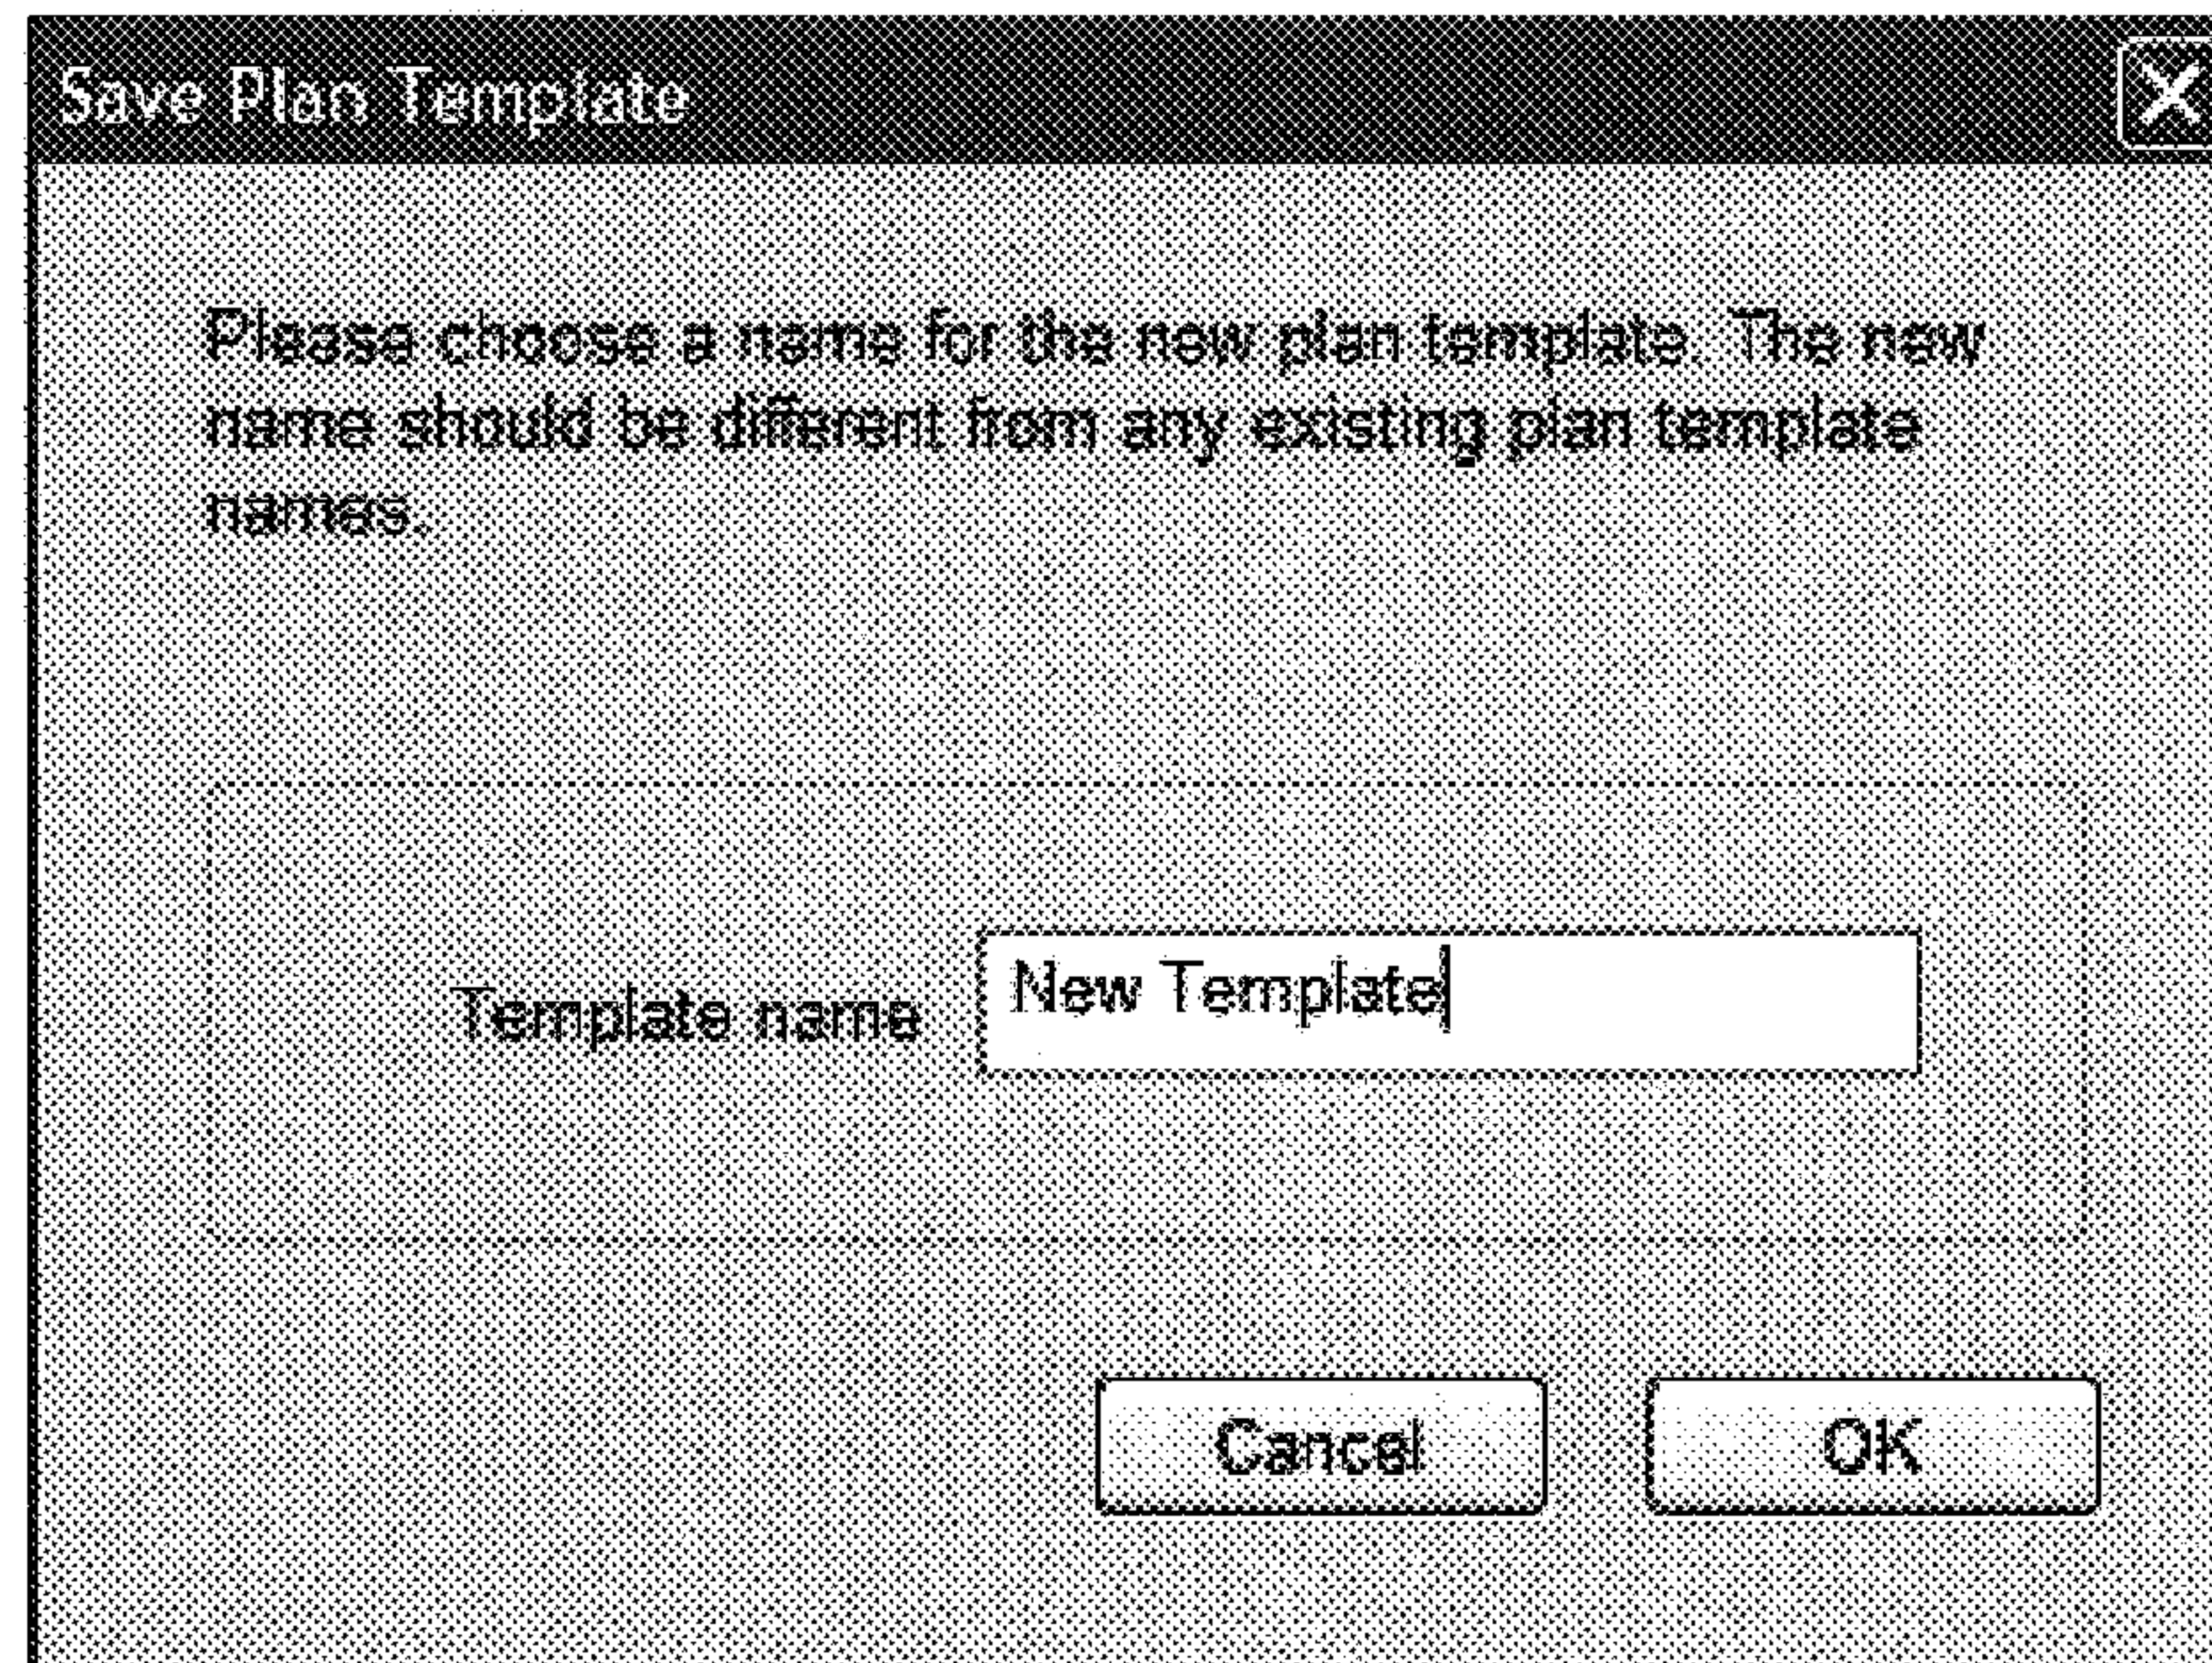 Save Plan Template
Please choose a name for the new plan template. The new
name should be different from any existing plan template
names.
Template name
New Template
Cancel
OK